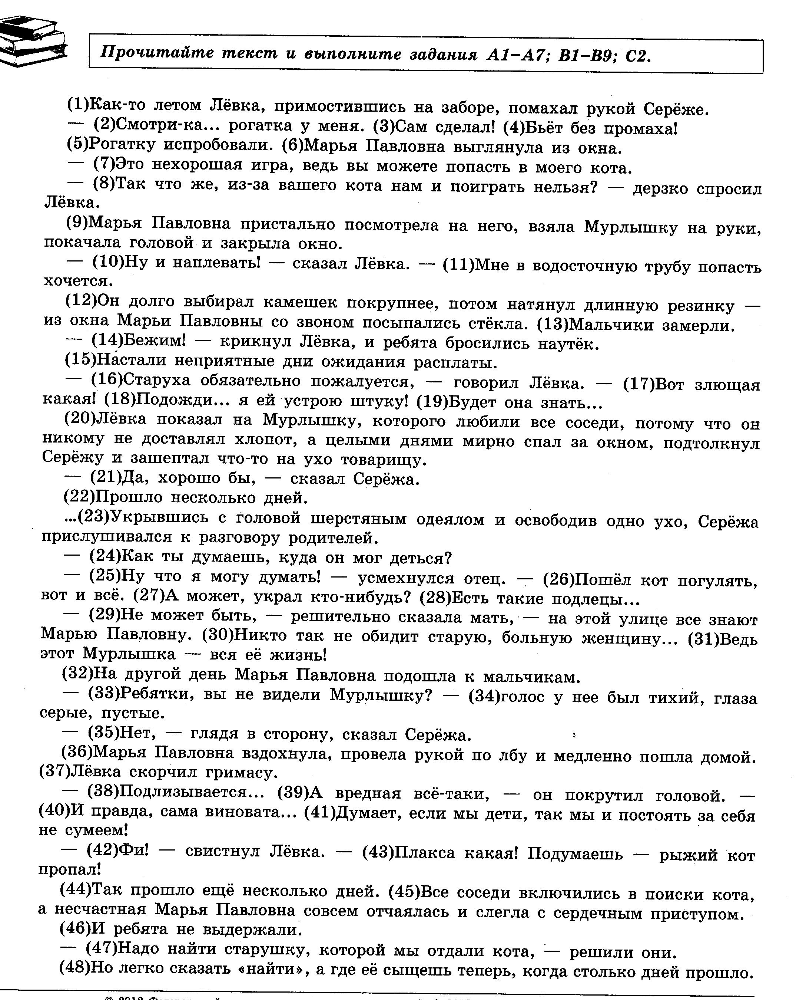 Прочитайте текст и выполните задания А1–А7; В1–В9; С2.
(1)Как-то летом Лёвка, примостившись на заборе, помахал рукой Серёже.
— (2)Смотри-ка... рогатка у меня. (3)Сам сделал! (4)Бьёт без промаха!
(5)Рогатку испробовали. (6)Марья Павловна выглянула из окна.
— (7)Это нехорошая игра, ведь вы можете попасть в моего кота.
— (8)Так что же, из-за вашего кота нам и поиграть нельзя? — дерзко спросил
Лёвка.
(9)Марья Павловна пристально посмотрела на него, взяла Мурлышку на руки,
покачала головой и закрыла окно.
— (10)Ну и наплевать! — сказал Лёвка. — (11)Мне в водосточную трубу попасть
хочется.
(12)Он долго выбирал камешек покрупнее, потом натянул длинную резинку —
из окна Марьи Павловны со звоном посыпались стёкла. (13)Мальчики замерли.
— (14)Бежим! — крикнул Лёвка, и ребята бросились наутёк.
(15)Настали неприятные дни ожидания расплаты.
— (16)Старуха обязательно пожалуется, — говорил Лёвка. — (17)Вот злющая
какая! (18)Подожди... я ей устрою штуку! (19)Будет она знать...
(20)Лёвка показал на Мурлышку, которого любили все соседи, потому что он
никому не доставлял хлопот, а целыми днями мирно спал за окном, подтолкнул
Серёжу и зашептал что-то на ухо товарищу.
— (21)Да, хорошо бы, — сказал Серёжа.
(22)Прошло несколько дней.
...(23)Укрывшись с головой шерстяным одеялом и освободив одно ухо, Серёжа
прислушивался к разговору родителей.
— (24)Как ты думаешь, куда он мог деться?
— (25)Ну что я могу думать! — усмехнулся отец. — (26)Пошёл кот погулять,
вот и всё. (27)А может, украл кто-нибудь? (28)Есть такие подлецы...
— (29)Не может быть, — решительно сказала мать, — на этой улице все знают
Марью Павловну. (30)Никто так не обидит старую, больную женщину... (31)Ведь
этот Мурлышка — вся её жизнь!
(32)На другой день Марья Павловна подошла к мальчикам.
— (33)Ребятки, вы не видели Мурлышку? — (34)голос у нее был тихий, глаза
серые, пустые.
— (35)Нет, — глядя в сторону, сказал Серёжа.
(36)Марья Павловна вздохнула, провела рукой по лбу и медленно пошла домой.
(37)Лёвка скорчил гримасу.
— (38)Подлизывается... (39)А вредная всё-таки, — он покрутил головой. —
(40)И правда, сама виновата... (41)Думает, если мы дети, так мы и постоять за себя
не сумеем!
— (42)Фи! — свистнул Лёвка. — (43)Плакса какая! Подумаешь — рыжий кот
пропал!
(44)Так прошло ещё несколько дней. (45)Все соседи включились в поиски кота,
а несчастная Марья Павловна совсем отчаялась и слегла с сердечным приступом.
(46)И ребята не выдержали.
— (47)Надо найти старушку, которой мы отдали кота, — решили они.
(48)Но легко сказать «найти», а где её сыщешь теперь, когда столько дней прошло.